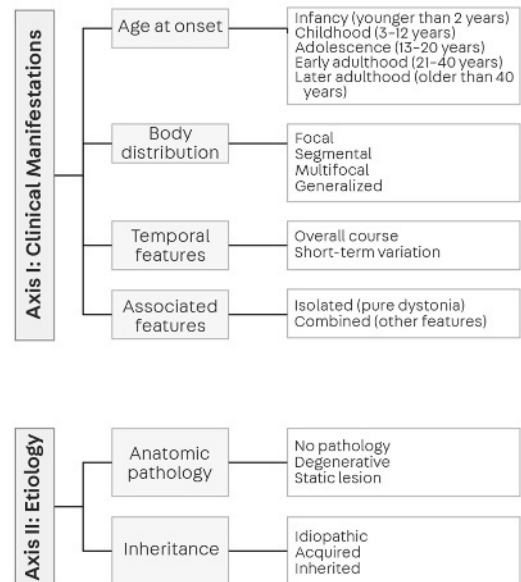 Axis I: Clinical Manifestations
Age at onset
Infancy (younger than 2 years)
Childhood (3-12 years)
Adolescence (13-20 years)
Early adulthood (21-40 years)
Later adulthood (older than 40
years)
Body
distribution
Focal
Segmental
Multifocal
Generalized
Temporal
features
Overall course
Short-term variation
Associated
features
Isolated (pure dystonia)
Combined (other features)
Axis II: Etiology
Anatomic
pathology
No pathology
Degenerative
Static lesion
Inheritance
Idiopathic
Acquired
Inherited